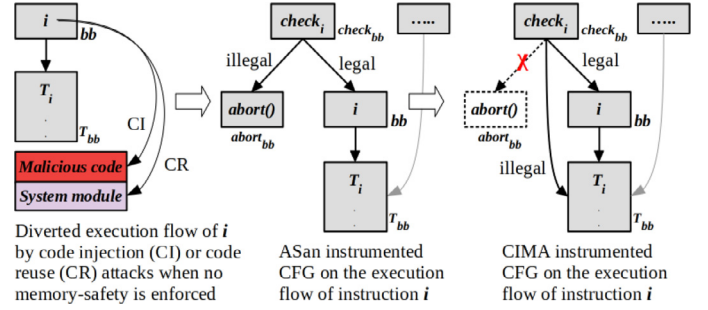 i
bb
T_i
.
.
T_bb
CI
CR
Malicious code
System module
Diverted execution flow of i
by code injection (CI) or code
reuse (CR) attacks when no
memory-safety is enforced
check_i
check_bb
.....
illegal
legal
abort()
abort_bb
i
bb
T_i
.
.
T_bb
ASan instrumented
CFG on the execution
flow of instruction i
check_i
check_bb
.....
X
legal
abort()
abort_bb
i
bb
illegal
T_i
.
.
T_bb
CIMA instrumented
CFG on the execution
flow of instruction i